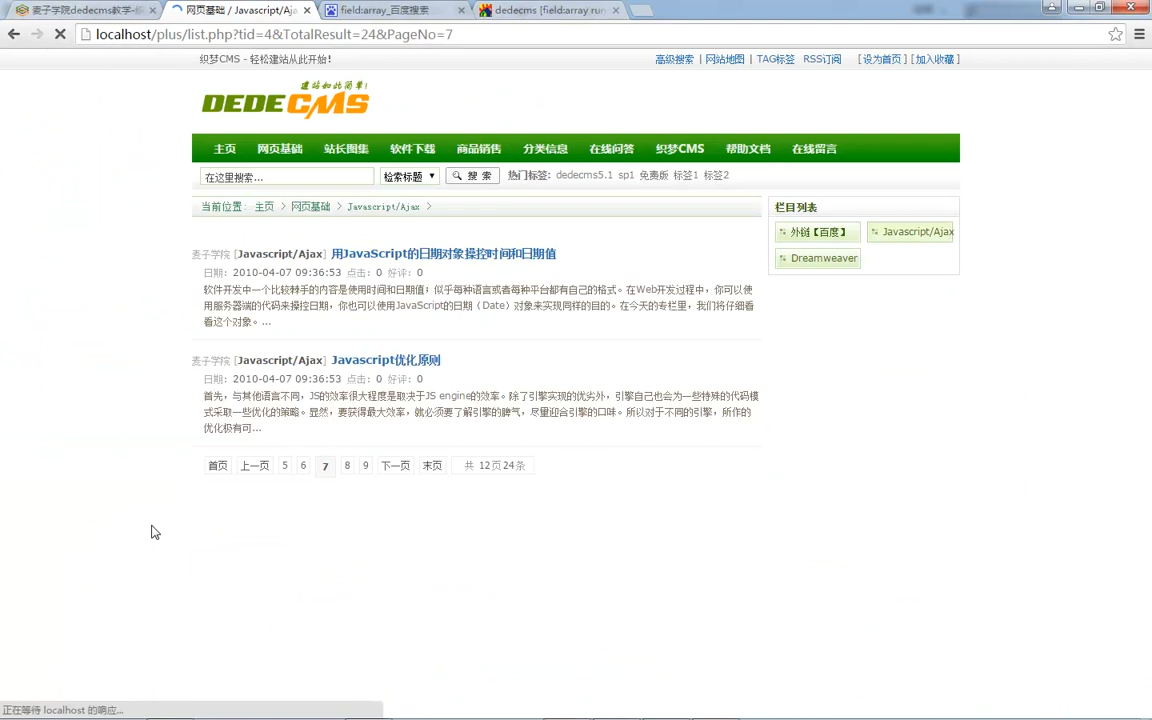 麦子学院dedecms教学-
网页基础 / Javascript/Aja
field:array_百度搜索
dedecms [field:array run
localhost/plus/list.php?tid=4&TotalResult=24&PageNo=7
织梦CMS - 轻松建站从此开始!
高级搜索 | 网站地图 | TAG标签 RSS订阅 [设为首页] [加入收藏]
建站如此简单!
DEDECMS
主页 网页基础 站长图集 软件下载 商品销售 分类信息 在线问答 织梦CMS 帮助文档 在线留言
在这里搜索... 检索标题 搜 索 热门标签: dedecms5.1 sp1 免费版 标签1 标签2
当前位置: 主页 > 网页基础 > Javascript/Ajax >
栏目列表
外链【百度】 Javascript/Ajax
Dreamweaver
麦子学院 [Javascript/Ajax] 用JavaScript的日期对象操控时间和日期值
日期: 2010-04-07 09:36:53 点击: 0 好评: 0
软件开发中一个比较棘手的内容是使用时间和日期值；似乎每种语言或者每种平台都有自己的格式。在Web开发过程中，你可以使
用服务器端的代码来操控日期，你也可以使用JavaScript的日期（Date）对象来实现同样的目的。在今天的专栏里，我们将仔细看
看这个对象。...
麦子学院 [Javascript/Ajax] Javascript优化原则
日期: 2010-04-07 09:36:53 点击: 0 好评: 0
首先，与其他语言不同，JS的效率很大程度是取决于JS engine的效率。除了引擎实现的优劣外，引擎自己也会为一些特殊的代码模
式采取一些优化的策略。显然，要获得最大效率，就必须要了解引擎的脾气，尽量迎合引擎的口味。所以对于不同的引擎，所作的
优化极有可...
首页 上一页 5 6 7 8 9 下一页 末页 共 12页24条
正在等待 localhost 的响应...